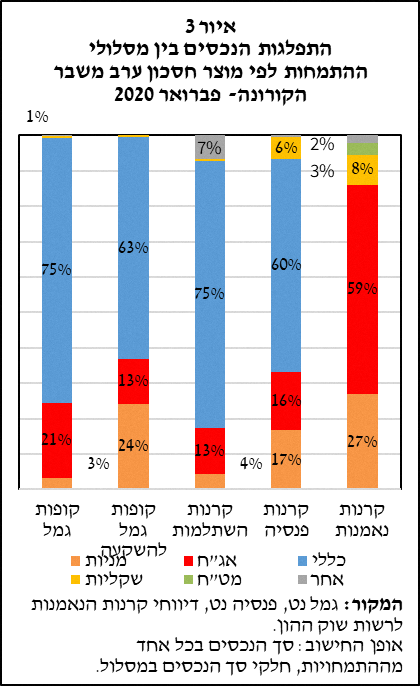 איור 3
התפלגות הנכסים בין מסלולי
ההתמחות לפי מוצר חסכון ערב משבר
הקורונה- פברואר 2020
1%
7%
6%
2%
3%
8%
75%
63%
75%
60%
59%
21%
3%
13%
24%
13%
4%
16%
17%
27%
קופות גמל
קופות גמל להשקעה
קרנות השתלמות
קרנות פנסיה
קרנות נאמנות
מניות אג״ח כללי
שקליות מט״ח אחר
המקור: גמל נט, פנסיה נט, דיווחי קרנות הנאמנות
לרשות שוק ההון.
אופן החישוב: סך הנכסים בכל אחד
מההתמחויות, חלקי סך הנכסים במסלול.